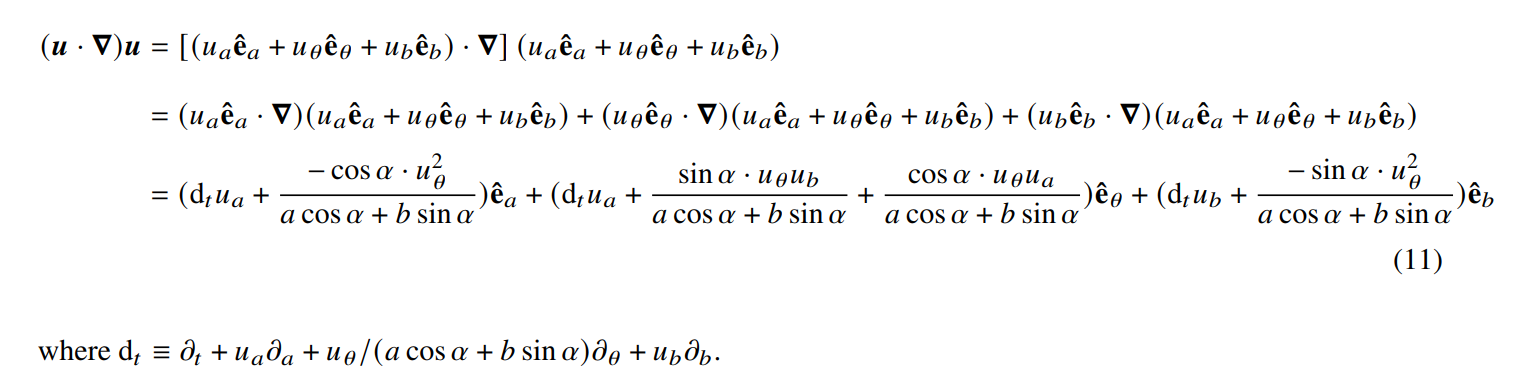 (𝒖 · ∇)𝒖 = [(u_a ê_a + u_θ ê_θ + u_b ê_b) · ∇] (u_a ê_a + u_θ ê_θ + u_b ê_b)
= (u_a ê_a · ∇)(u_a ê_a + u_θ ê_θ + u_b ê_b) + (u_θ ê_θ · ∇)(u_a ê_a + u_θ ê_θ + u_b ê_b) + (u_b ê_b · ∇)(u_a ê_a + u_θ ê_θ + u_b ê_b)
= (d_t u_a + \frac{− cos α · u_θ^2}{a cos α + b sin α}) ê_a + (d_t u_a + \frac{sin α · u_θ u_b}{a cos α + b sin α} + \frac{cos α · u_θ u_a}{a cos α + b sin α}) ê_θ + (d_t u_b + \frac{− sin α · u_θ^2}{a cos α + b sin α}) ê_b
(11)
where d_t ≡ ∂_t + u_a ∂_a + u_θ/(a cos α + b sin α)∂_θ + u_b ∂_b.